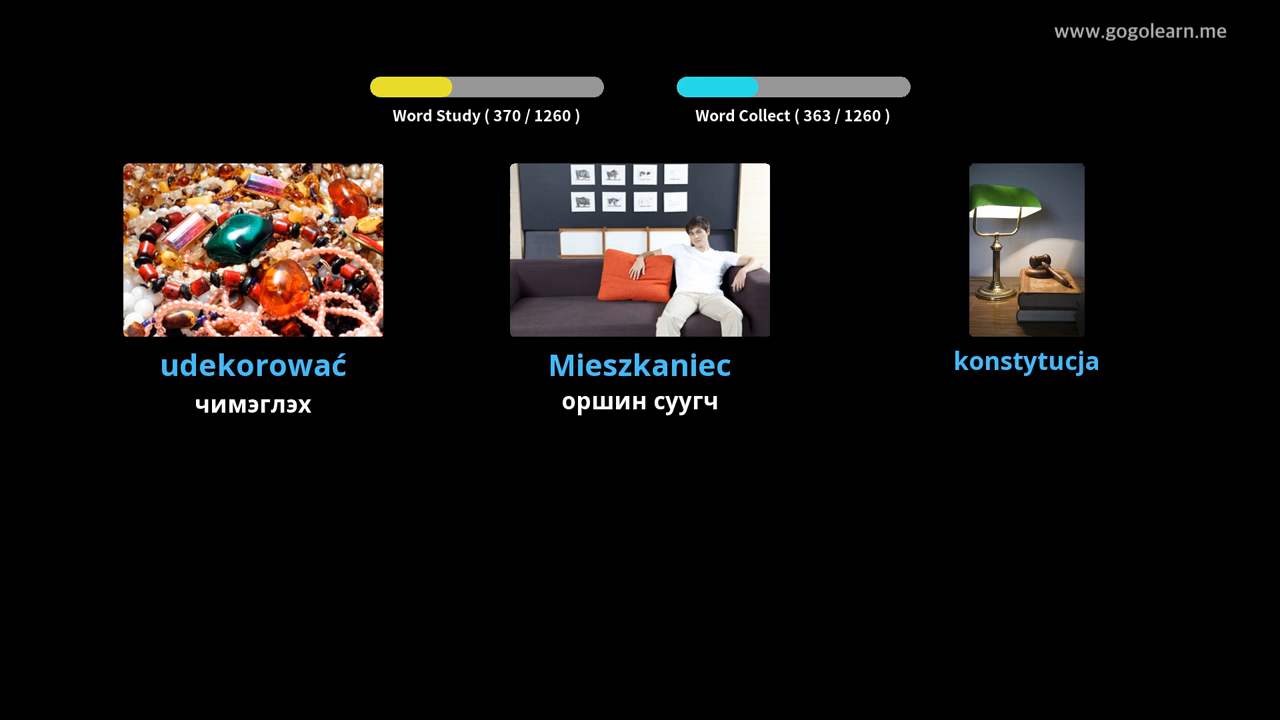 www.gogolearn.me
Word Study ( 370 / 1260 )
Word Collect ( 363 / 1260 )
udekorować
чимэглэх
Mieszkaniec
оршин суугч
konstytucja